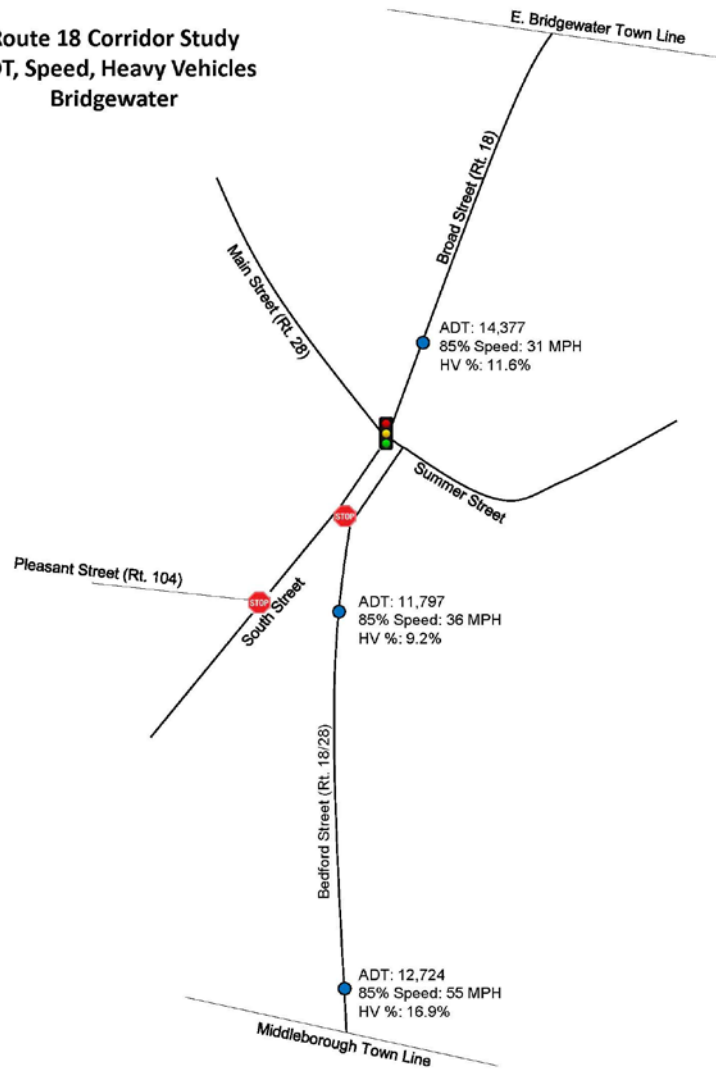 oute 18 Corridor Study
T, Speed, Heavy Vehicles
Bridgewater
E. Bridgewater Town Line
Broad Street (Rt. 18)
Main Street (Rt. 28)
ADT: 14,377
85% Speed: 31 MPH
HV %: 11.6%
Summer Street
STOP
Pleasant Street (Rt. 104)
STOP
South Street
ADT: 11,797
85% Speed: 36 MPH
HV %: 9.2%
Bedford Street (Rt. 18/28)
ADT: 12,724
85% Speed: 55 MPH
HV %: 16.9%
Middleborough Town Line